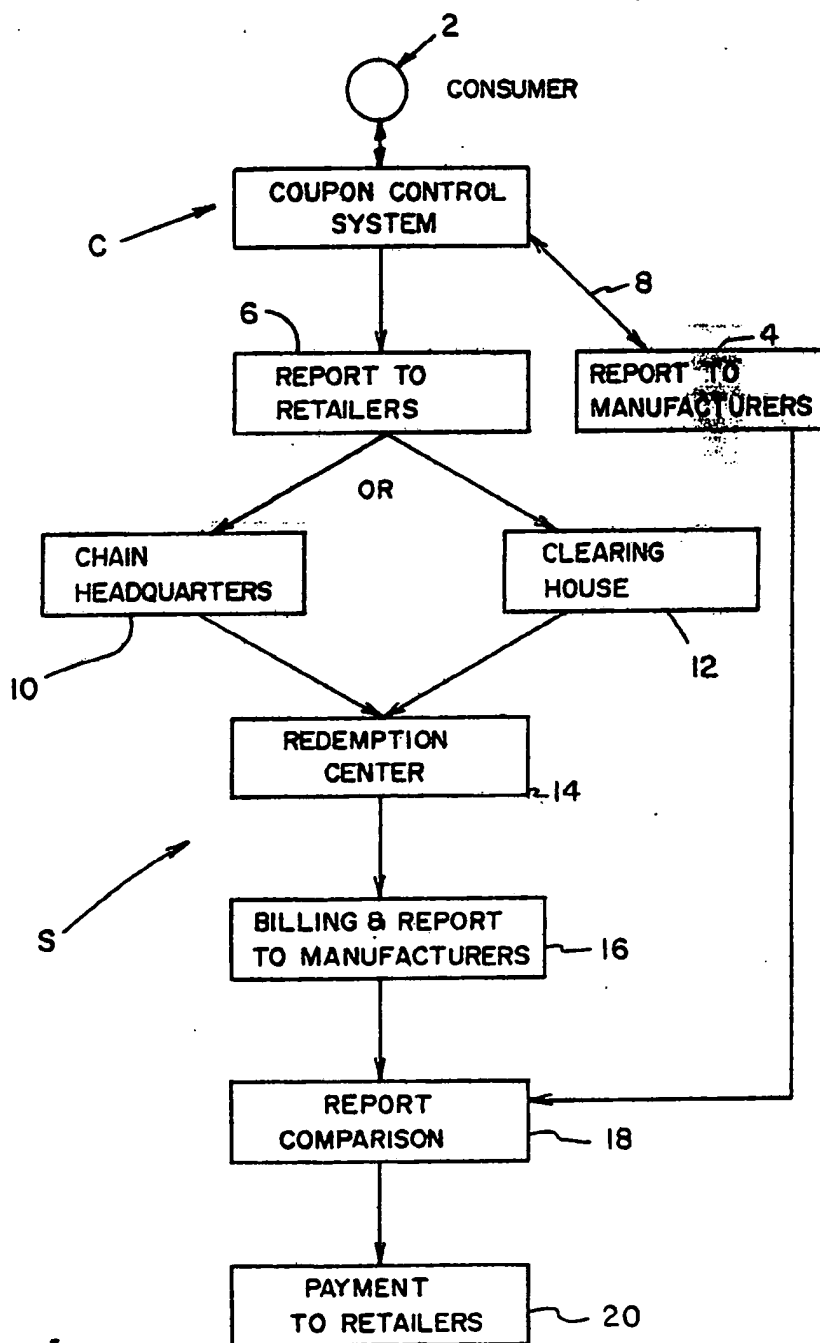 2
CONSUMER
COUPON CONTROL
SYSTEM
C
8
6
4
REPORT TO
RETAILERS
REPORT TO
MANUFACTURERS
OR
CHAIN
HEADQUARTERS
CLEARING
HOUSE
10
12
REDEMPTION
CENTER
14
S
BILLING & REPORT
TO MANUFACTURERS
16
REPORT
COMPARISON
18
PAYMENT
TO RETAILERS
20